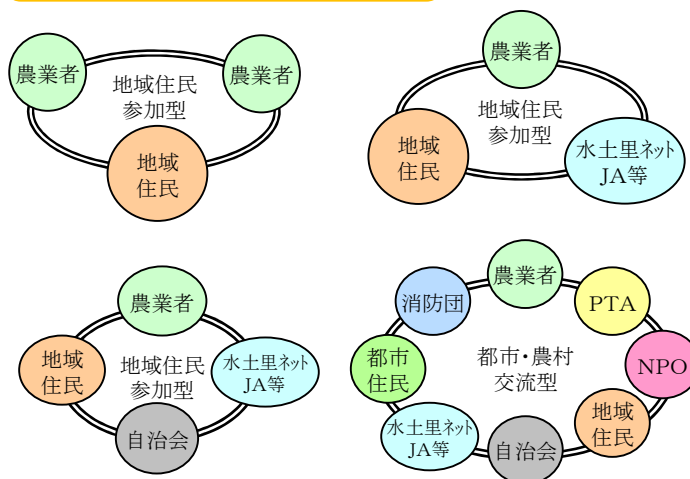 農業者
農業者
地域住民
参加型
地域
住民
農業者
地域住民
参加型
地域
住民
水土里ネット
JA等
農業者
地域
住民
地域住民
参加型
水土里ネット
JA等
自治会
農業者
消防団
PTA
都市
住民
都市・農村
交流型
NPO
水土里ネット
JA等
自治会
地域
住民